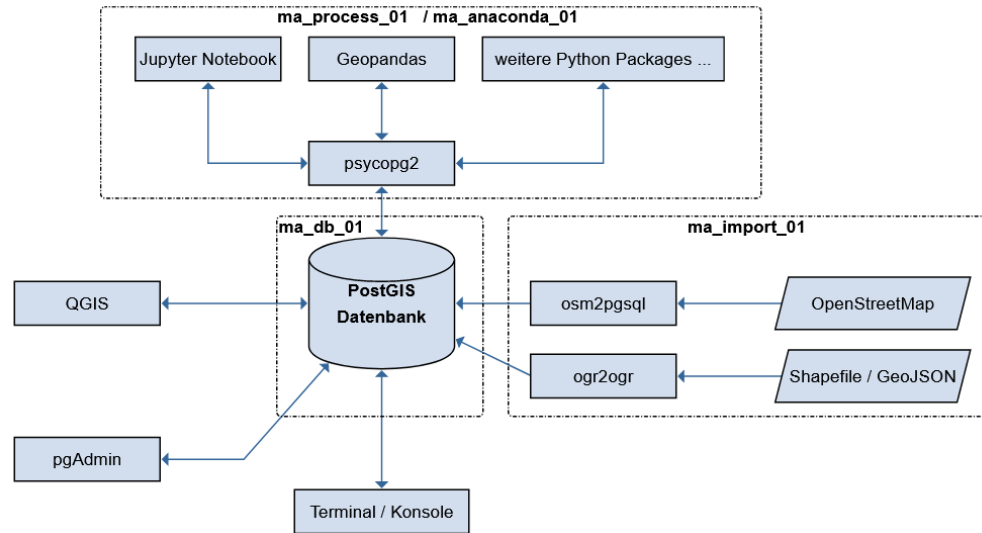 ma_process_01 / ma_anaconda_01
Jupyter Notebook
Geopandas
weitere Python Packages ...
psycopg2
ma_db_01
ma_import_01
PostGIS
Datenbank
QGIS
osm2pgsql
OpenStreetMap
ogr2ogr
Shapefile / GeoJSON
pgAdmin
Terminal / Konsole